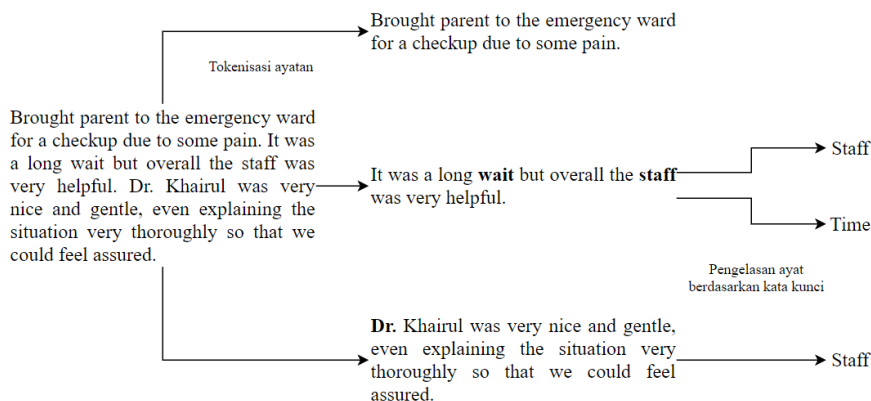 Brought parent to the emergency ward
for a checkup due to some pain.
Tokenisasi ayatan
Brought parent to the emergency ward
for a checkup due to some pain. It was
a long wait but overall the staff was
very helpful. Dr. Khairul was very
nice and gentle, even explaining the
situation very thoroughly so that we
could feel assured.
It was a long wait but overall the staff
was very helpful.
Staff
Time
Pengelasan ayat
berdasarkan kata kunci
Dr. Khairul was very nice and gentle,
even explaining the situation very
thoroughly so that we could feel
assured.
Staff